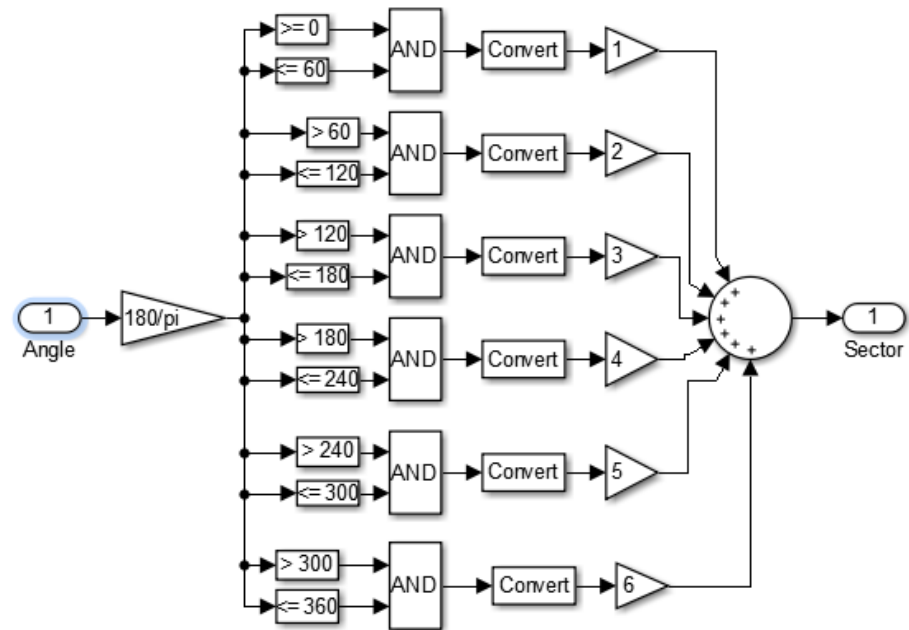 >= 0
<= 60
AND
Convert
1
> 60
<= 120
AND
Convert
2
> 120
<= 180
AND
Convert
3
1
Angle
180/pi
> 180
<= 240
AND
Convert
4
+
+
+
+
+
+
1
Sector
> 240
<= 300
AND
Convert
5
> 300
<= 360
AND
Convert
6